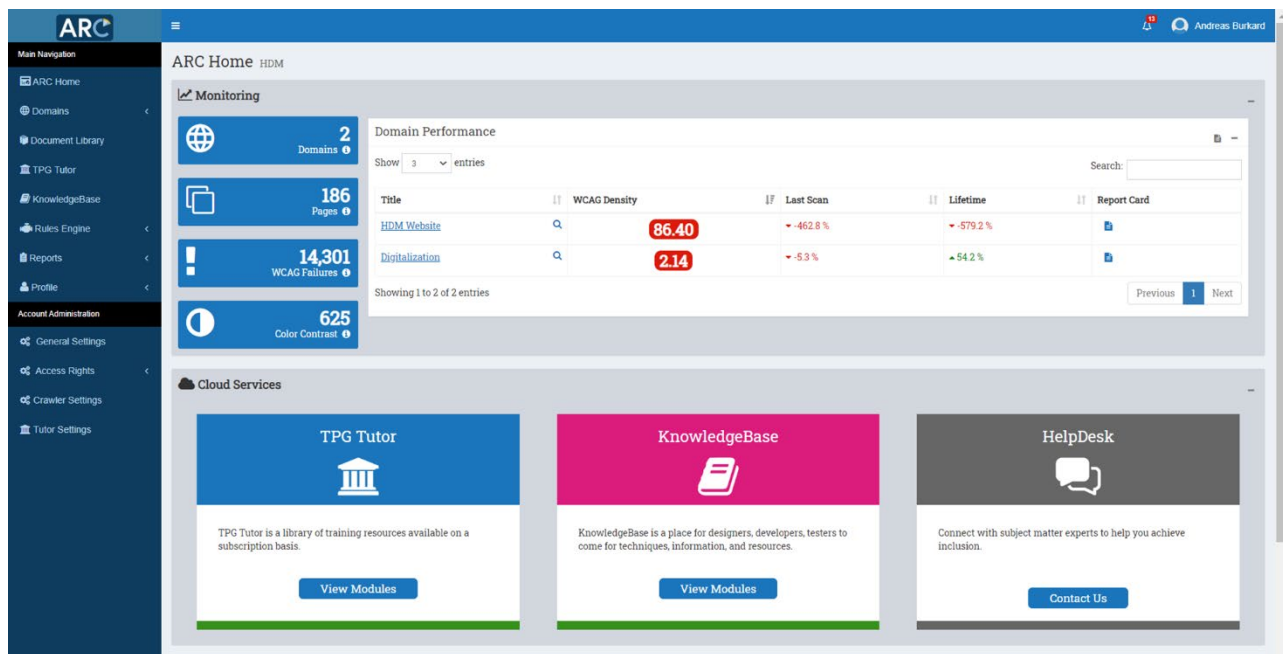 ARC
13
Andreas Burkard
Main Navigation
ARC Home
Domains
Document Library
TPG Tutor
KnowledgeBase
Rules Engine
Reports
Profile
Account Administration
General Settings
Access Rights
Crawler Settings
Tutor Settings
ARC Home HDM
Monitoring
2
Domains
186
Pages
14,301
WCAG Failures
625
Color Contrast
Domain Performance
Show 3 entries
Search:
Title WCAG Density Last Scan Lifetime Report Card
HDM Website 86.40 -462.8 % -579.2 %
Digitalization 2.14 -5.3 % 54.2 %
Showing 1 to 2 of 2 entries
Previous 1 Next
Cloud Services
TPG Tutor
TPG Tutor is a library of training resources available on a
subscription basis.
View Modules
KnowledgeBase
KnowledgeBase is a place for designers, developers, testers to
come for techniques, information, and resources.
View Modules
HelpDesk
Connect with subject matter experts to help you achieve
inclusion.
Contact Us